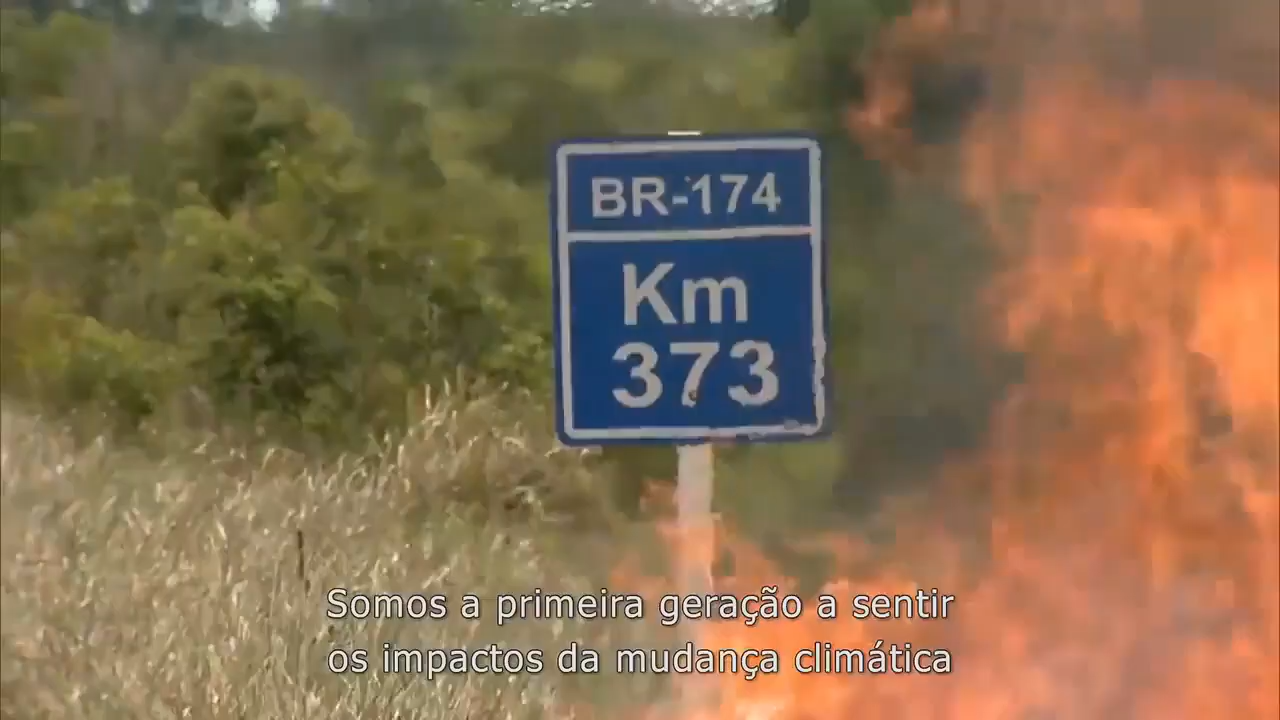 BR-174
Km
373
Somos a primeira geração a sentir
os impactos da mudança climática